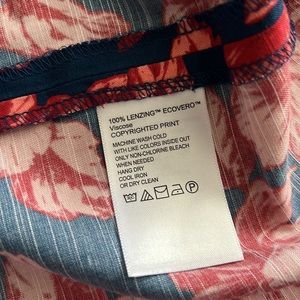 100% LENZING™ ECOVERO™
Viscose
COPYRIGHTED PRINT
MACHINE WASH COLD
WITH LIKE COLORS INSIDE OUT
ONLY NON-CHLORINE BLEACH
WHEN NEEDED
HANG DRY
COOL IRON
OR DRY CLEAN